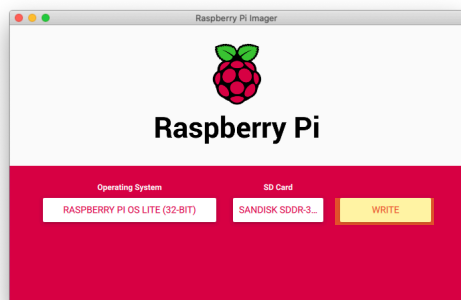 Raspberry Pi Imager
Raspberry Pi
Operating System
SD Card
RASPBERRY PI OS LITE (32-BIT)
SANDISK SDDR-3...
WRITE